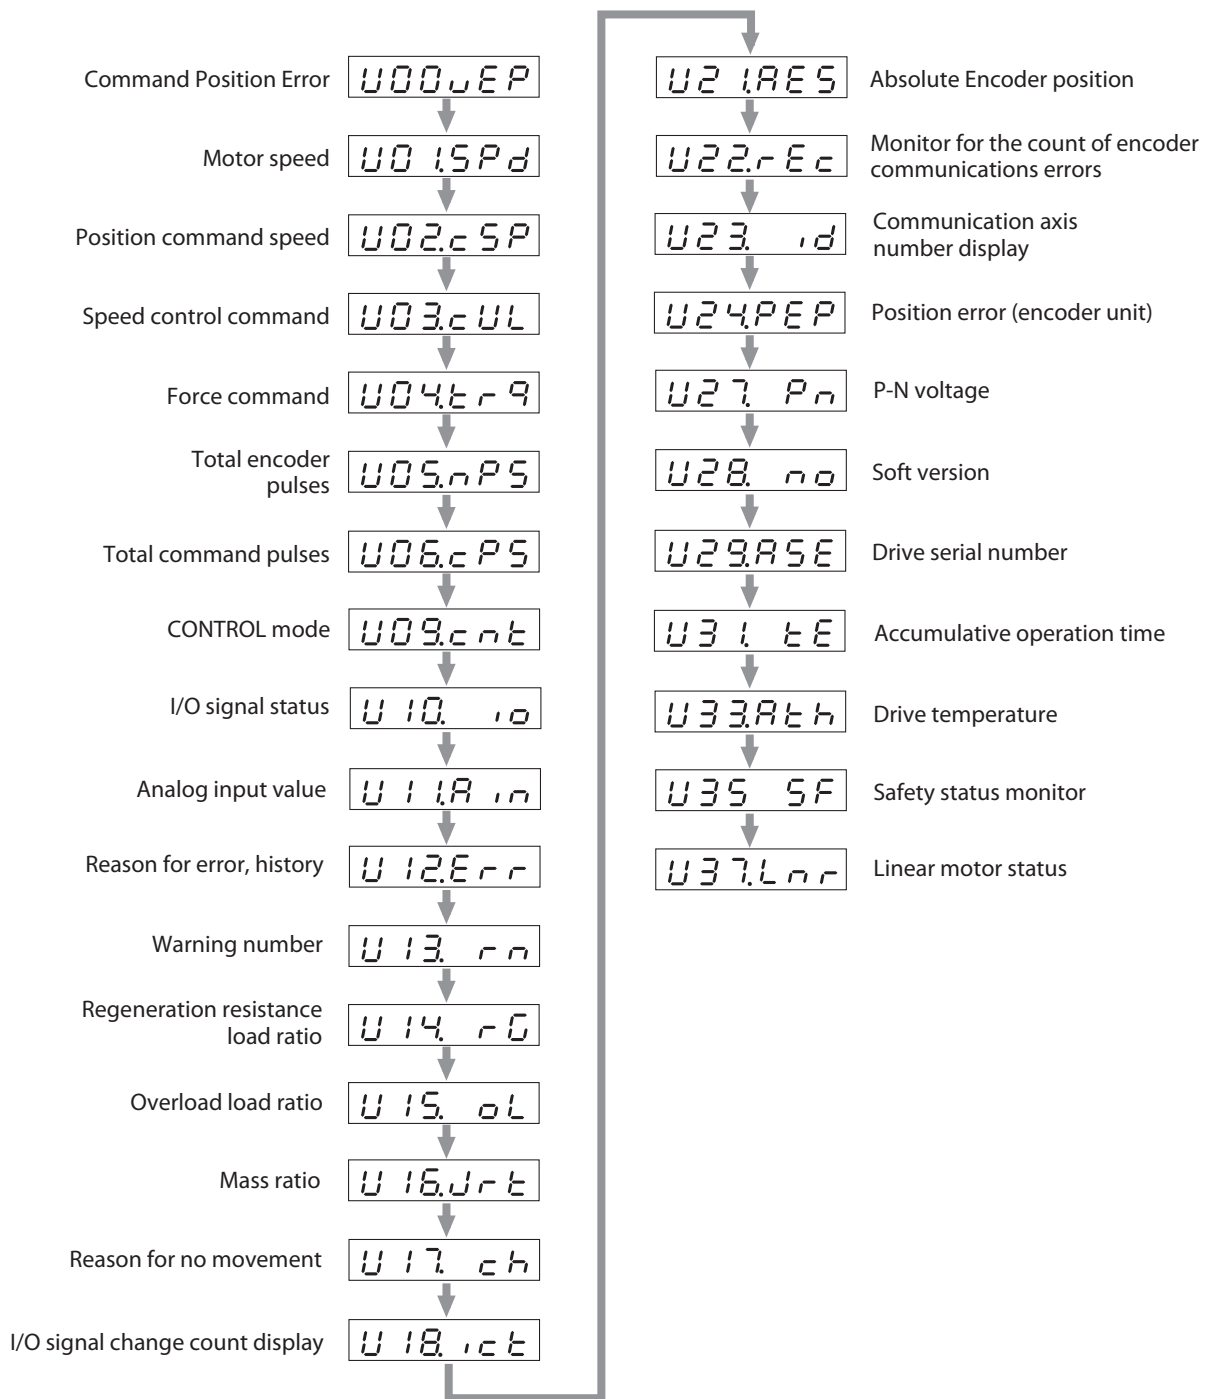 Command Position Error U00uEP
Motor speed U01.SPd
Position command speed U02.cSP
Speed control command U03.cUL
Force command U04.trq
Total encoder
pulses U05.nPS
Total command pulses U06.cPS
CONTROL mode U09.cnt
I/O signal status U10. io
Analog input value U11.Ain
Reason for error, history U12.Err
Warning number U13. rn
Regeneration resistance
load ratio U14. rG
Overload load ratio U15. oL
Mass ratio U16.Jrt
Reason for no movement U17. ch
I/O signal change count display U18.ict
U21.AES Absolute Encoder position
U22.rEc Monitor for the count of encoder
communications errors
U23. id Communication axis
number display
U24.PEP Position error (encoder unit)
U27. Pn P-N voltage
U28. no Soft version
U29.ASE Drive serial number
U31. tE Accumulative operation time
U33.Ath Drive temperature
U35 SF Safety status monitor
U37.Lnr Linear motor status